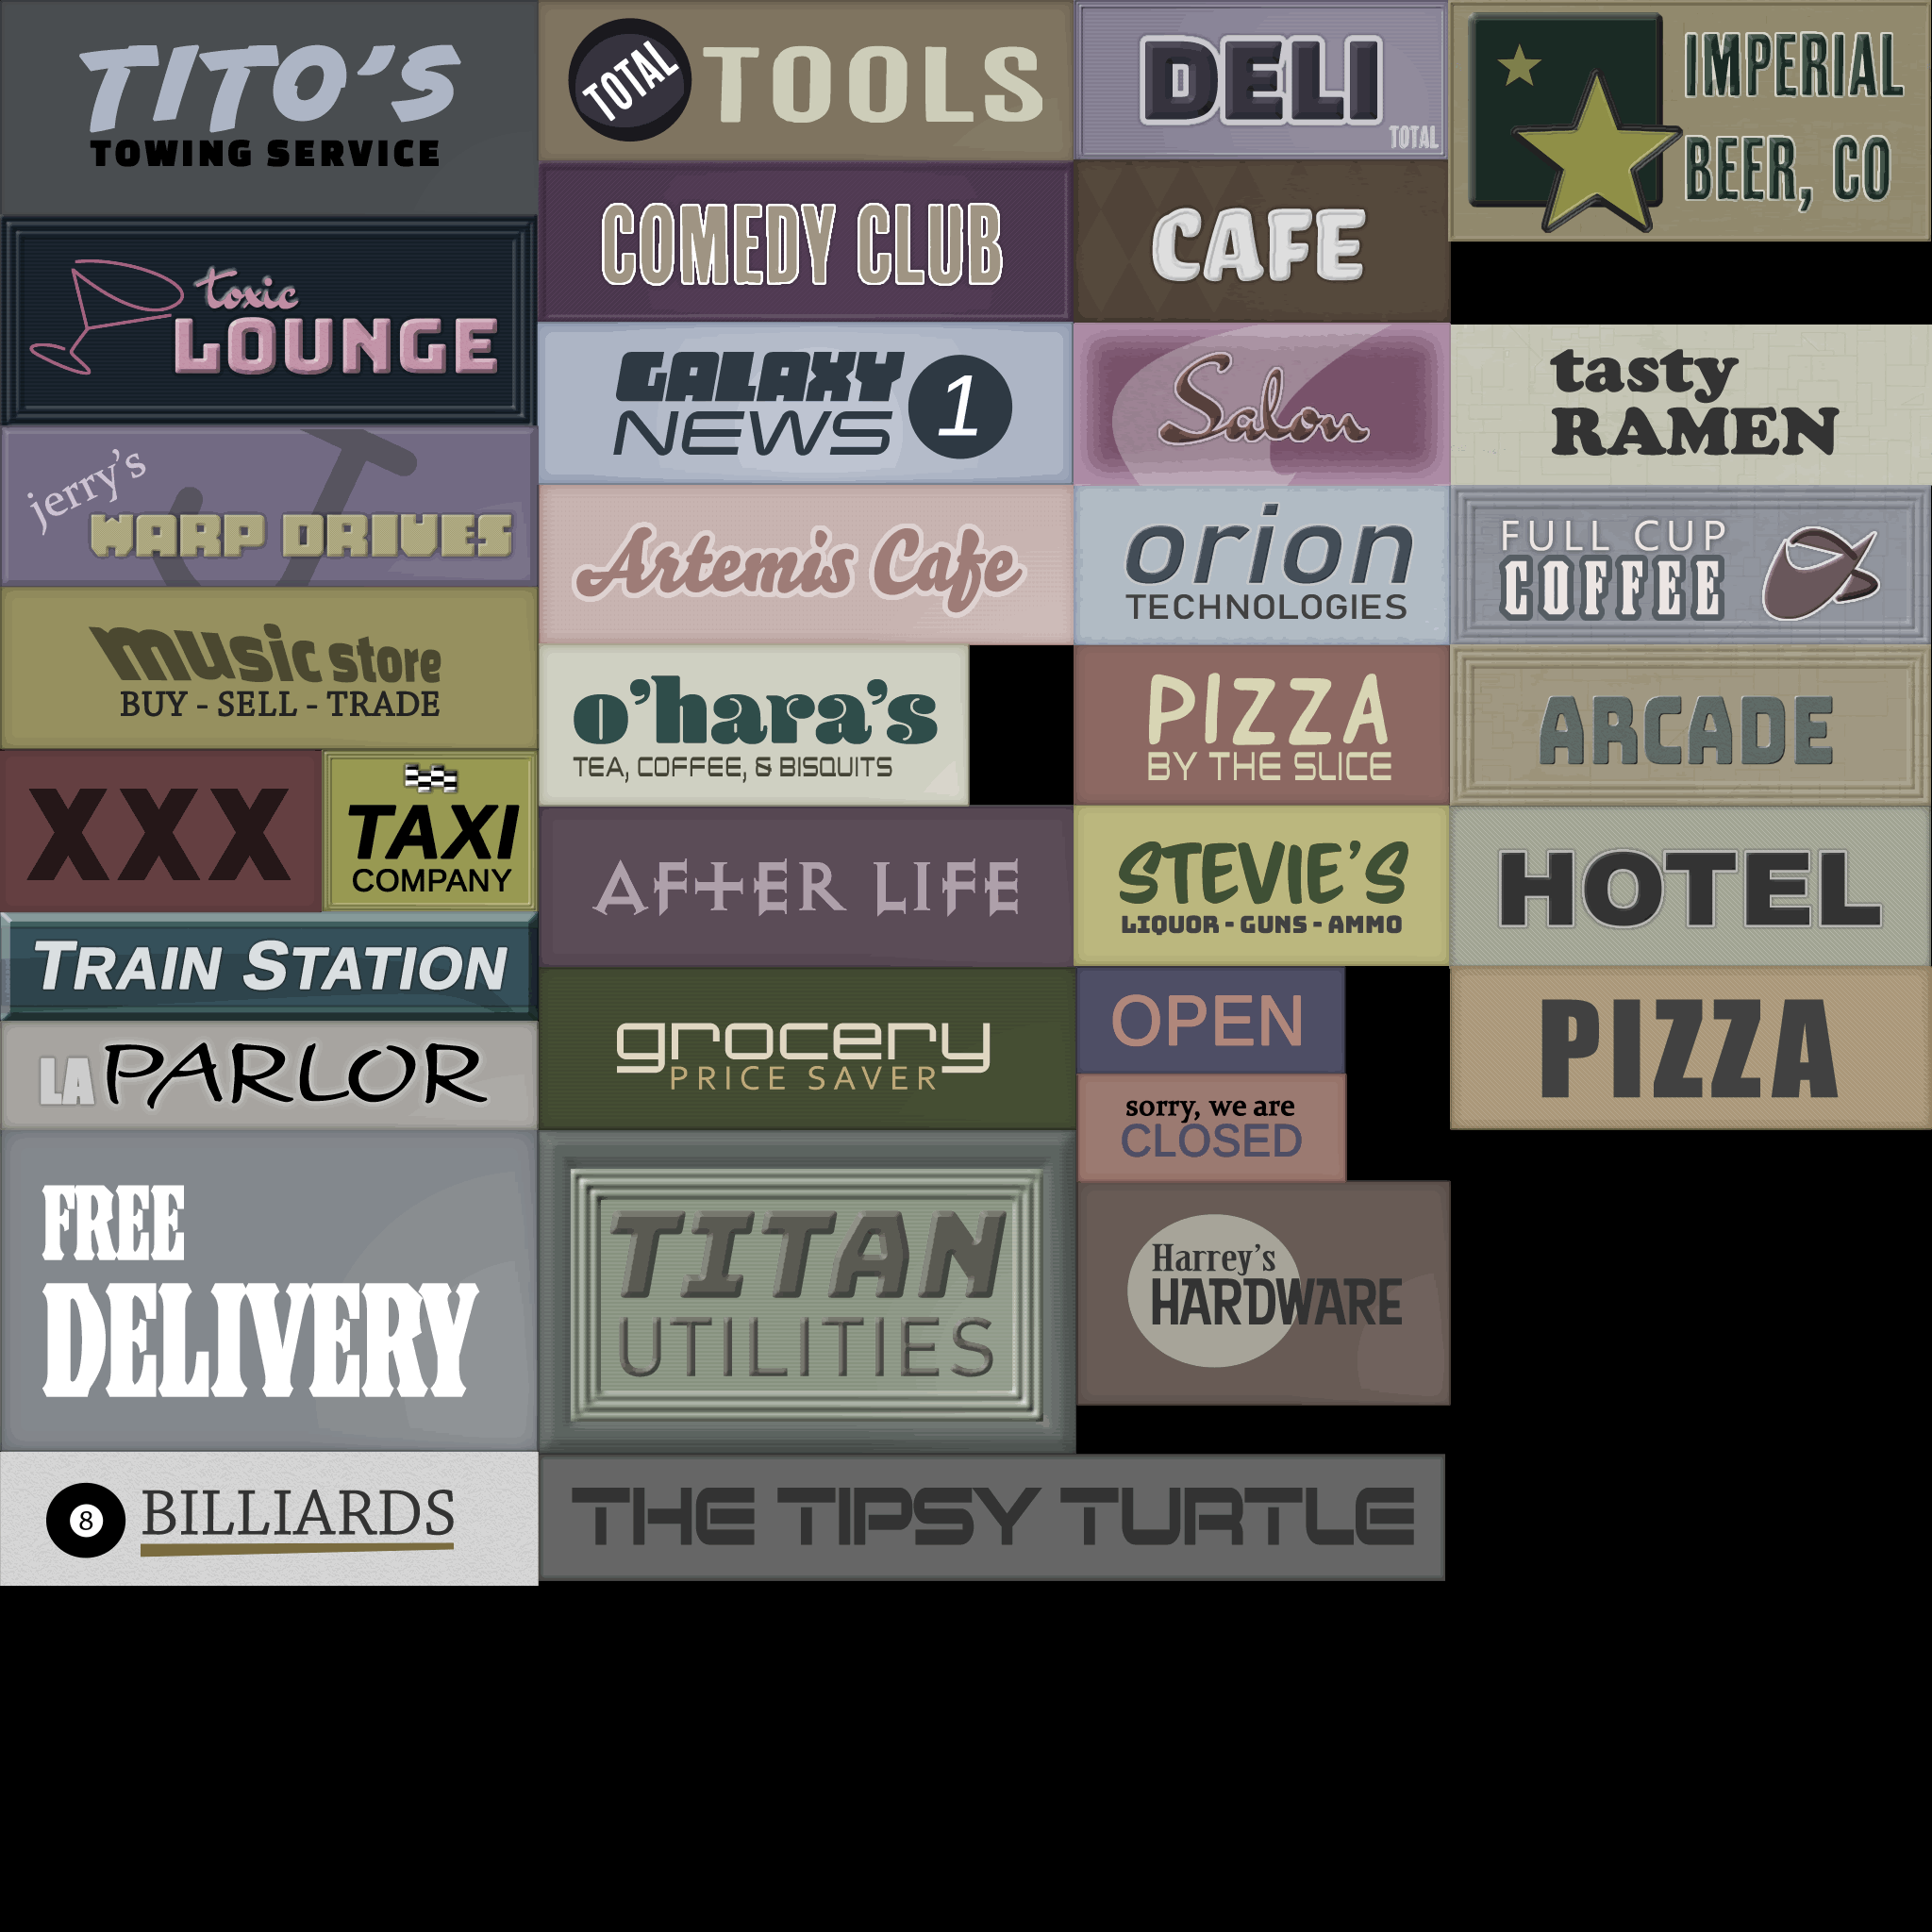 TITO'S
TOWING SERVICE
toxic
LOUNGE
jerry's
WARP DRIVES
music store
BUY - SELL - TRADE
XXX
TAXI
COMPANY
TRAIN STATION
LA PARLOR
FREE
DELIVERY
8 BILLIARDS
TOTAL TOOLS
COMEDY CLUB
GALAXY
NEWS 1
Artemis Cafe
o'hara's
TEA, COFFEE, & BISQUITS
AFTER LIFE
grocery
PRICE SAVER
TITAN
UTILITIES
THE TIPSY TURTLE
DELI
TOTAL
CAFE
Salon
orion
TECHNOLOGIES
PIZZA
BY THE SLICE
STEVIE'S
LIQUOR - GUNS - AMMO
OPEN
sorry, we are
CLOSED
Harrey's
HARDWARE
IMPERIAL
BEER, CO
tasty
RAMEN
FULL CUP
COFFEE
ARCADE
HOTEL
PIZZA